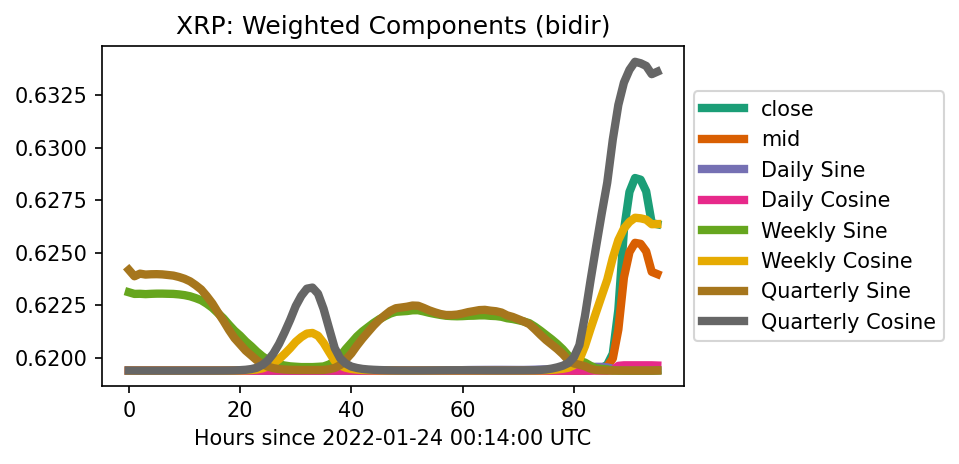 XRP: Weighted Components (bidir)
0.6325
0.6300
0.6275
0.6250
0.6225
0.6200
0 20 40 60 80
Hours since 2022-01-24 00:14:00 UTC
close
mid
Daily Sine
Daily Cosine
Weekly Sine
Weekly Cosine
Quarterly Sine
Quarterly Cosine